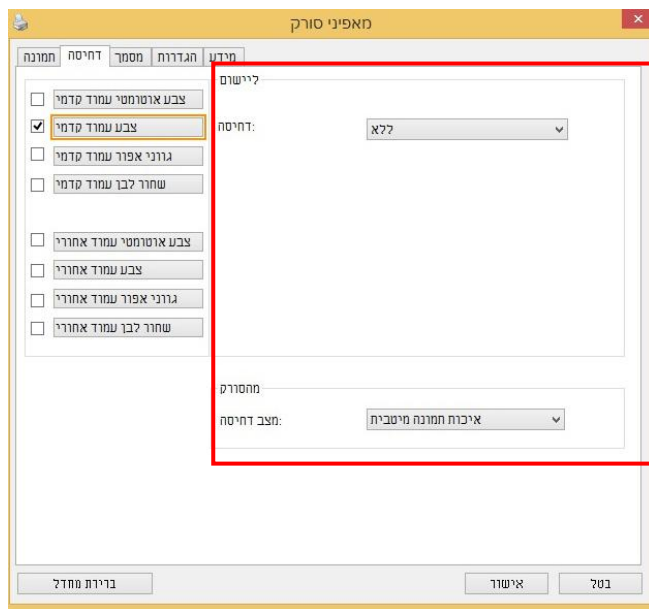 מאפיני סורק
תמונה
דחיסה
מסמך
הגדרות
מידע
צבע אוטומטי עמוד קדמי
צבע עמוד קדמי
גווני אפור עמוד קדמי
שחור לבן עמוד קדמי
צבע אוטומטי עמוד אחורי
צבע עמוד אחורי
גווני אפור עמוד אחורי
שחור לבן עמוד אחורי
ליישום
דחיסה:
ללא
מהסורק
מצב דחיסה:
איכות תמונה מיטבית
ברירת מחדל
אישור
בטל